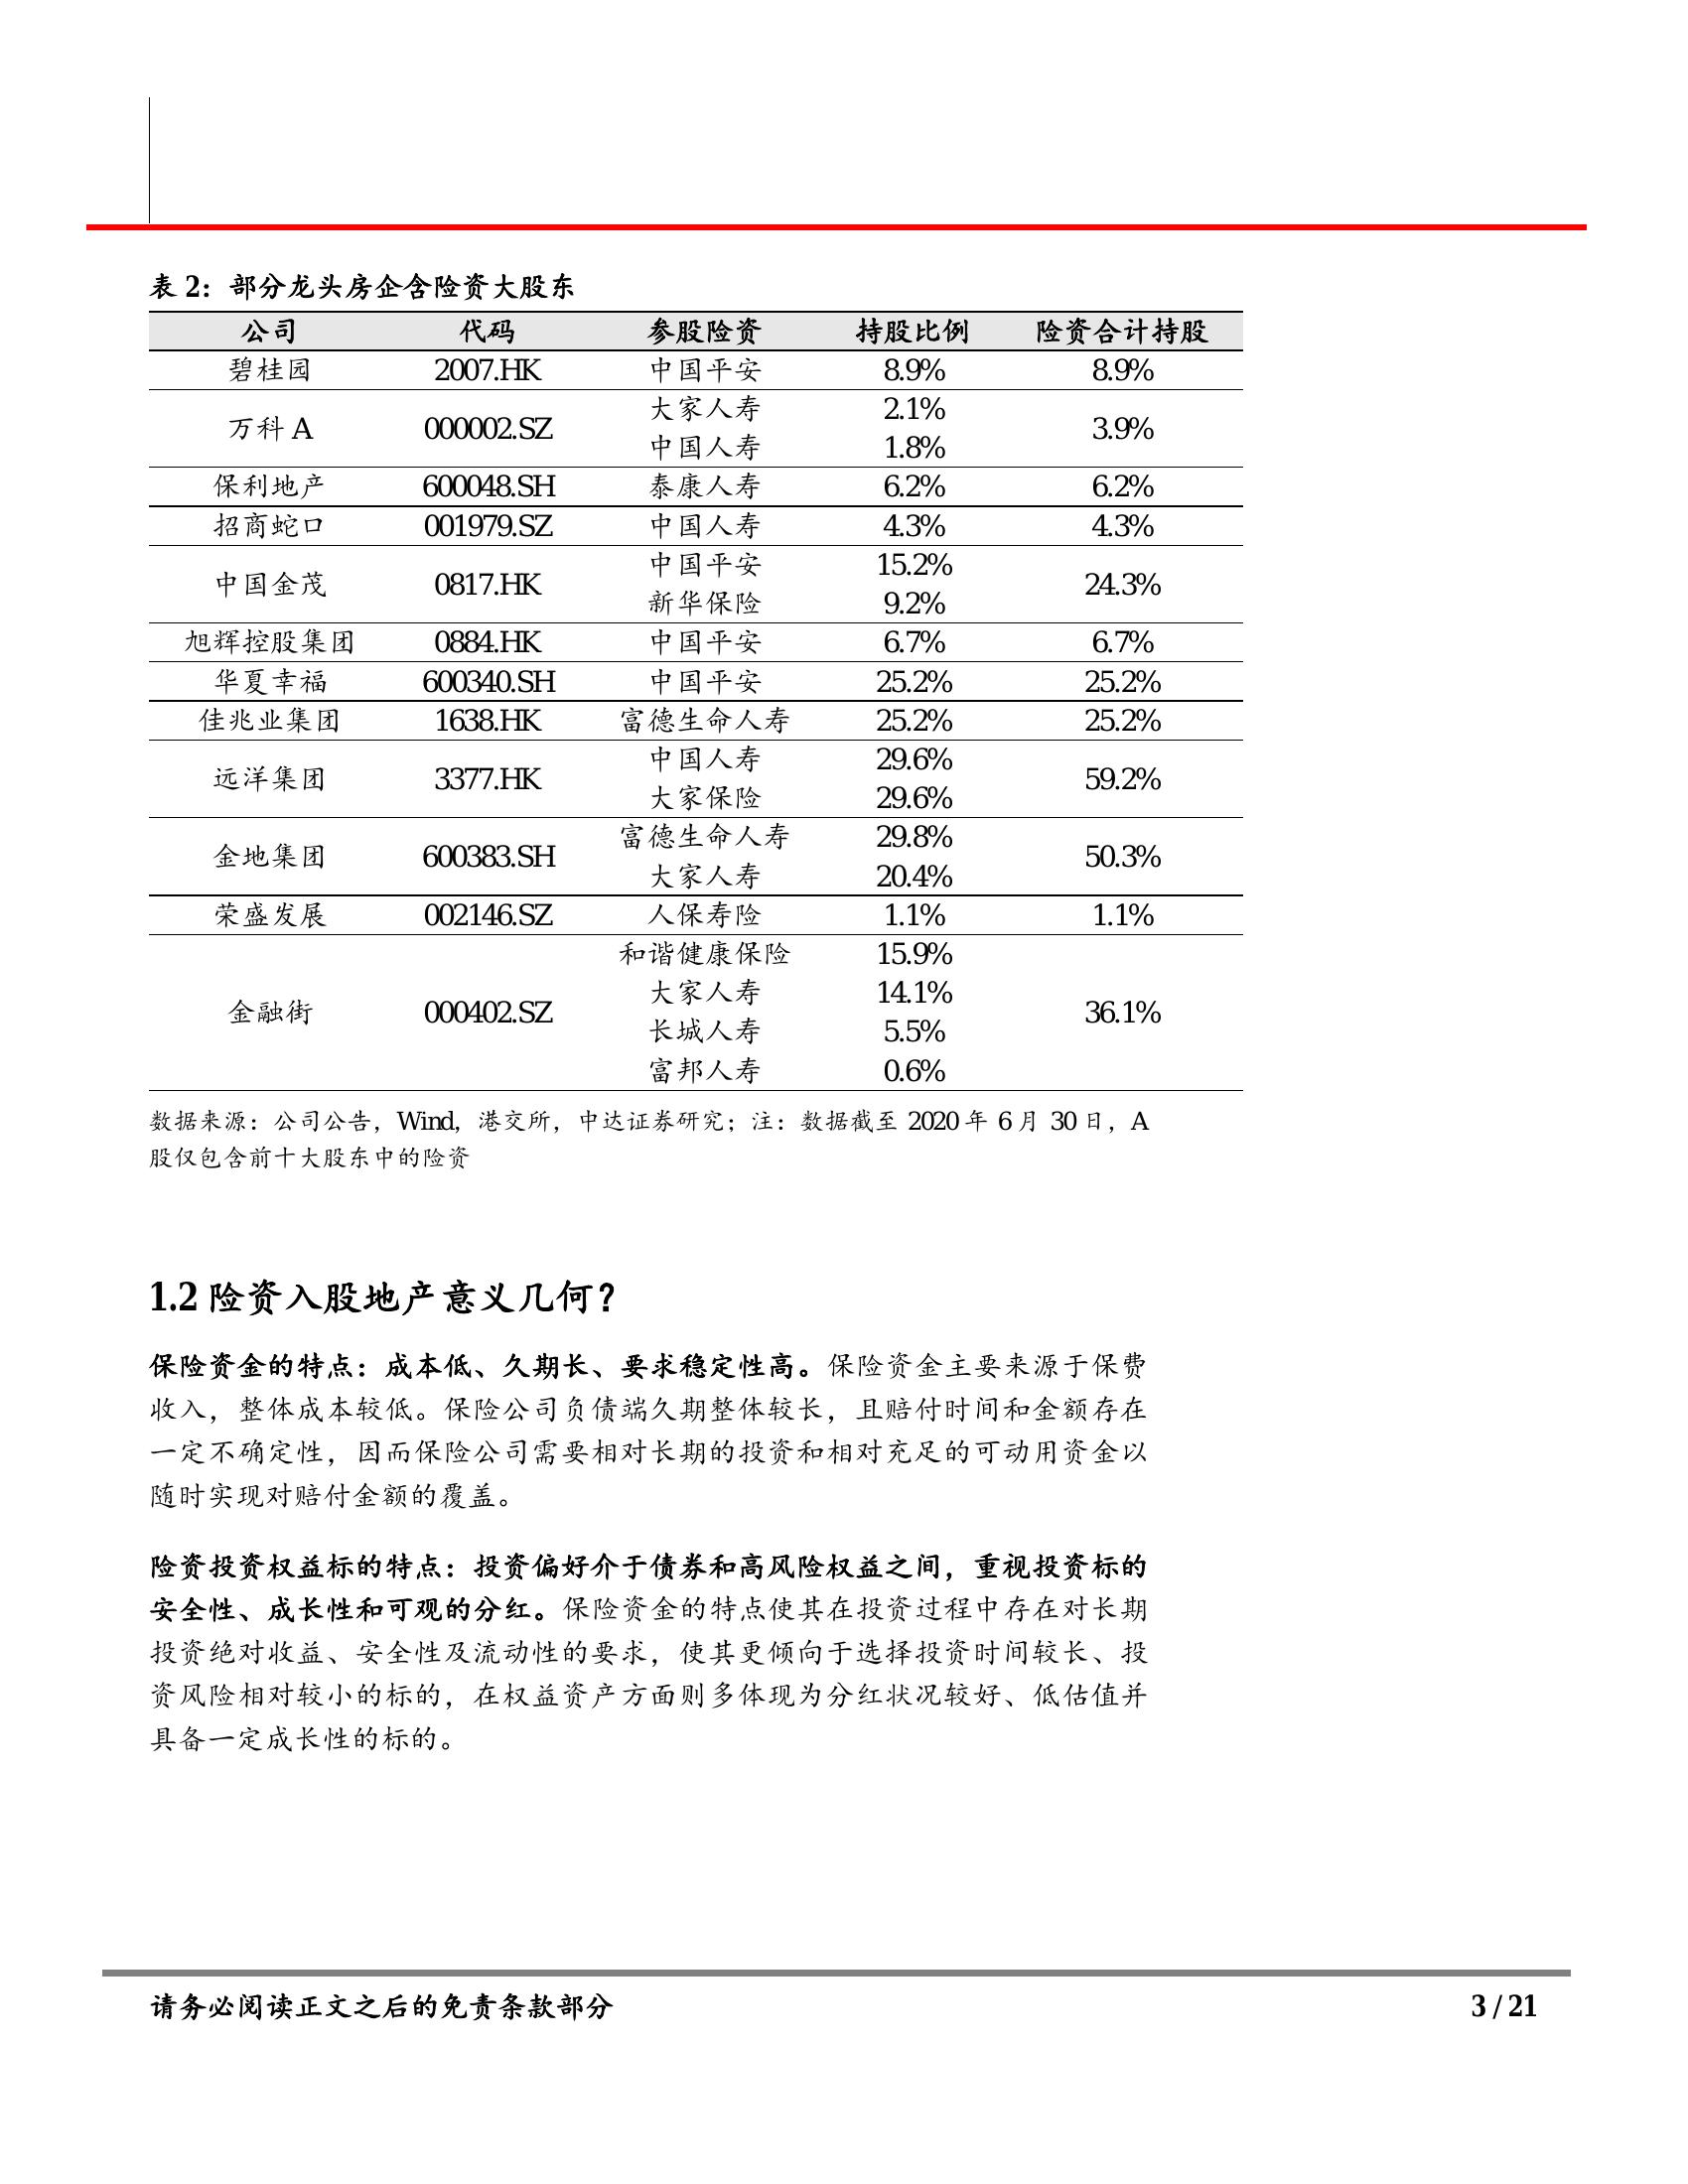 表 2：部分龙头房企含险资大股东
公司 代码 参股险资 持股比例 险资合计持股
碧桂园 2007.HK 中国平安 8.9% 8.9%
万科 A 000002.SZ 大家人寿 2.1% 3.9%
中国人寿 1.8%
保利地产 600048.SH 泰康人寿 6.2% 6.2%
招商蛇口 001979.SZ 中国人寿 4.3% 4.3%
中国金茂 0817.HK 中国平安 15.2% 24.3%
新华保险 9.2%
旭辉控股集团 0884.HK 中国平安 6.7% 6.7%
华夏幸福 600340.SH 中国平安 25.2% 25.2%
佳兆业集团 1638.HK 富德生命人寿 25.2% 25.2%
远洋集团 3377.HK 中国人寿 29.6% 59.2%
大家保险 29.6%
金地集团 600383.SH 富德生命人寿 29.8% 50.3%
大家人寿 20.4%
荣盛发展 002146.SZ 人保寿险 1.1% 1.1%
金融街 000402.SZ 和谐健康保险 15.9% 36.1%
大家人寿 14.1%
长城人寿 5.5%
富邦人寿 0.6%
数据来源：公司公告，Wind，港交所，中达证券研究；注：数据截至 2020 年 6 月 30 日，A
股仅包含前十大股东中的险资
1.2 险资入股地产意义几何？
保险资金的特点：成本低、久期长、要求稳定性高。保险资金主要来源于保费
收入，整体成本较低。保险公司负债端久期整体较长，且赔付时间和金额存在
一定不确定性，因而保险公司需要相对长期的投资和相对充足的可动用资金以
随时实现对赔付金额的覆盖。
险资投资权益标的特点：投资偏好介于债券和高风险权益之间，重视投资标的
安全性、成长性和可观的分红。保险资金的特点使其在投资过程中存在对长期
投资绝对收益、安全性及流动性的要求，使其更倾向于选择投资时间较长、投
资风险相对较小的标的，在权益资产方面则多体现为分红状况较好、低估值并
具备一定成长性的标的。
请务必阅读正文之后的免责条款部分 3 / 21